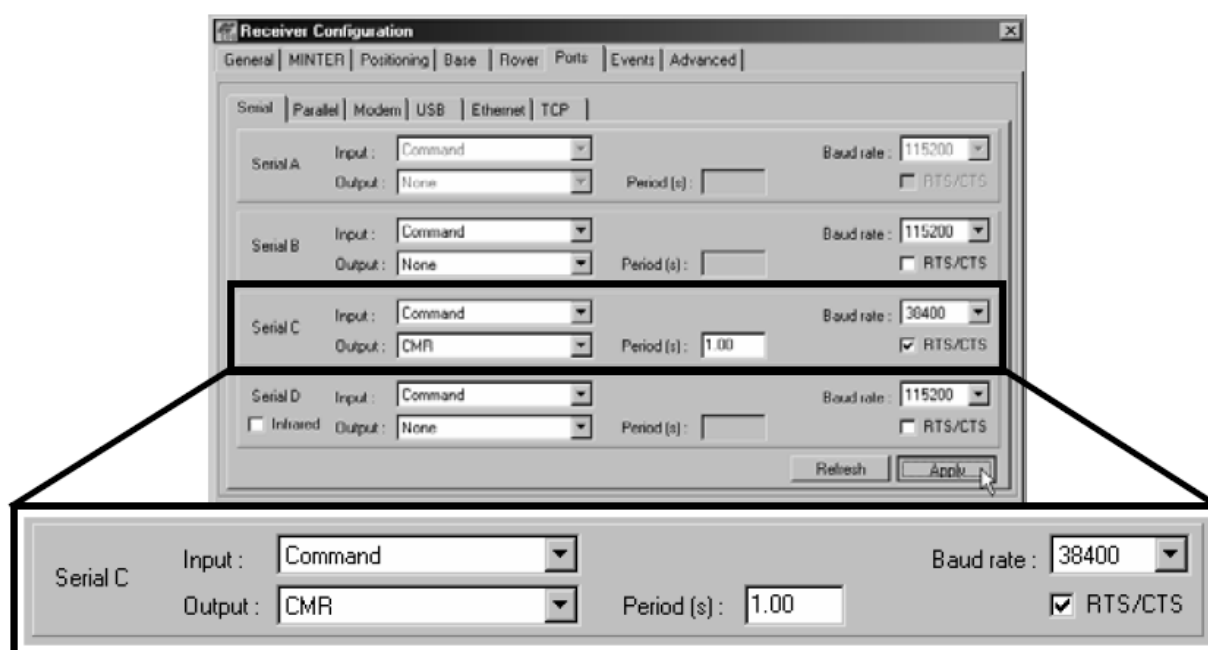 Receiver Configuration
General MINTER Positioning Base Rover Ports Events Advanced
Serial Parallel Modem USB Ethernet TCP
Serial A Input : Command Baud rate : 115200
Output : None Period (s) : RTS/CTS
Serial B Input : Command Baud rate : 115200
Output : None Period (s) : RTS/CTS
Serial C Input : Command Baud rate : 38400
Output : CMR Period (s) : 1.00 RTS/CTS
Serial D Input : Command Baud rate : 115200
Infrared Output : None Period (s) : RTS/CTS
Refresh Apply
Serial C Input : Command Baud rate : 38400
Output : CMR Period (s) : 1.00 RTS/CTS